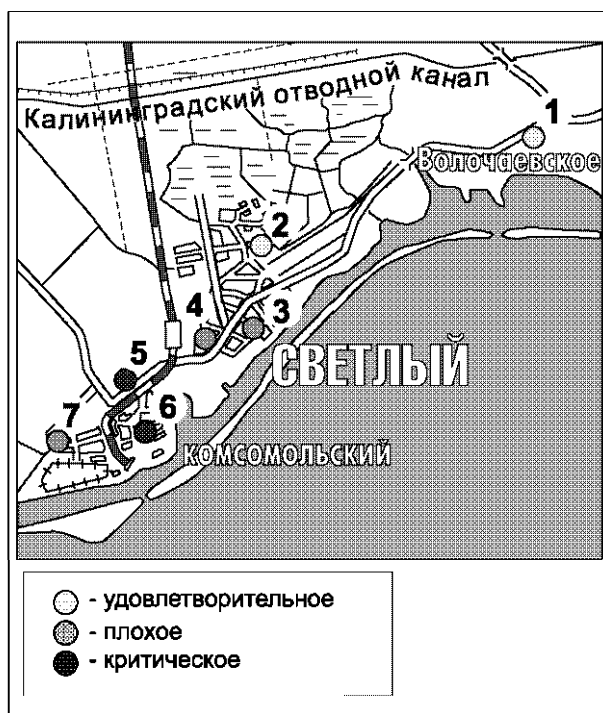 Калининградский отводной канал
1
Волочаевское
2
4
3
СВЕТЛЫЙ
5
7
6
КОМСОМОЛЬСКИЙ
- удовлетворительное
- плохое
- критическое